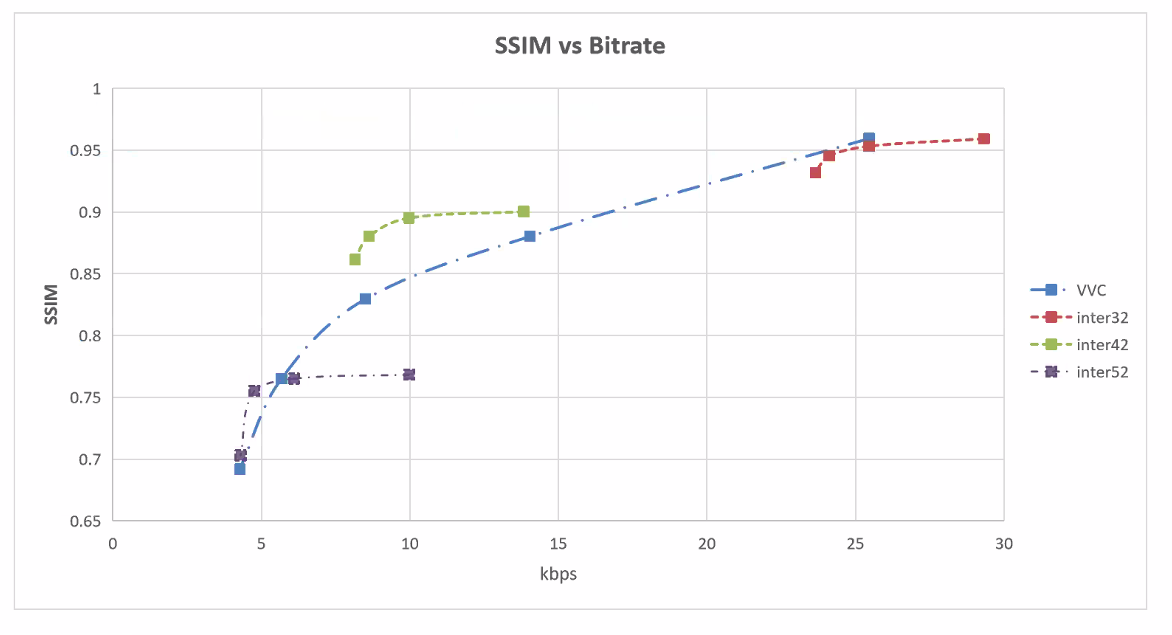 SSIM vs Bitrate
1
0.95
0.9
0.85
0.8
0.75
0.7
0.65
SSIM
0 5 10 15 20 25 30
kbps
VVC
inter32
inter42
inter52